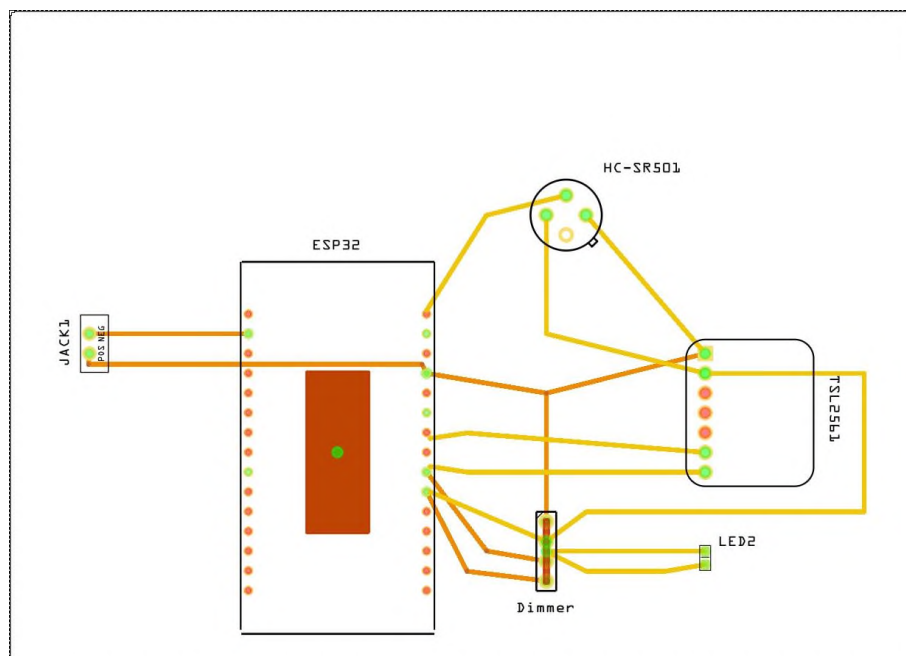 HC-SR501
ESP32
JACK1
POS NEG
TSL2561
LED2
Dimmer